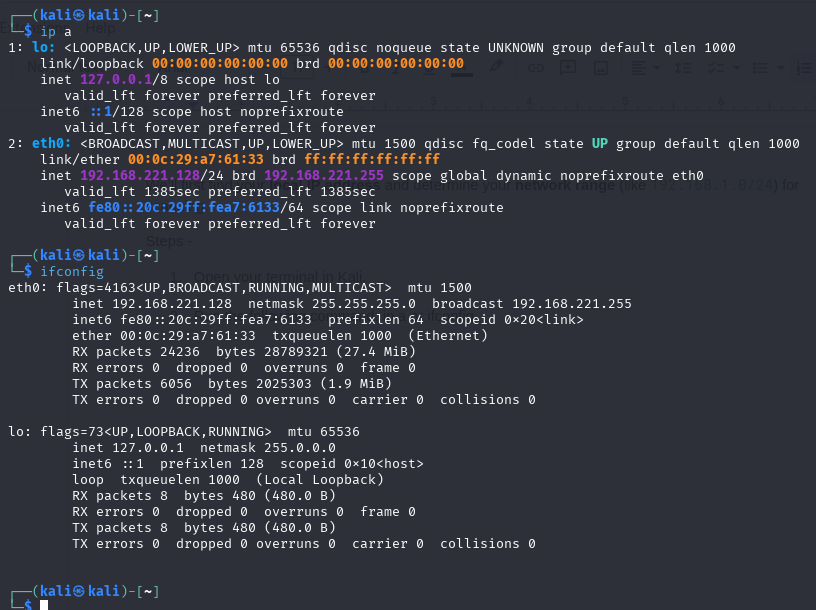 ┌──(kali㉿kali)-[~]
└─$ ip a
1: lo: <LOOPBACK,UP,LOWER_UP> mtu 65536 qdisc noqueue state UNKNOWN group default qlen 1000
    link/loopback 00:00:00:00:00:00 brd 00:00:00:00:00:00
    inet 127.0.0.1/8 scope host lo
       valid_lft forever preferred_lft forever
    inet6 ::1/128 scope host noprefixroute
       valid_lft forever preferred_lft forever
2: eth0: <BROADCAST,MULTICAST,UP,LOWER_UP> mtu 1500 qdisc fq_codel state UP group default qlen 1000
    link/ether 00:0c:29:a7:61:33 brd ff:ff:ff:ff:ff:ff
    inet 192.168.221.128/24 brd 192.168.221.255 scope global dynamic noprefixroute eth0
       valid_lft 1385sec preferred_lft 1385sec
    inet6 fe80::20c:29ff:fea7:6133/64 scope link noprefixroute
       valid_lft forever preferred_lft forever
Steps -
┌──(kali㉿kali)-[~]
└─$ ifconfig
1. Open your terminal in Kali
eth0: flags=4163<UP,BROADCAST,RUNNING,MULTICAST>  mtu 1500
        inet 192.168.221.128  netmask 255.255.255.0  broadcast 192.168.221.255
        inet6 fe80::20c:29ff:fea7:6133  prefixlen 64  scopeid 0x20<link>
        ether 00:0c:29:a7:61:33  txqueuelen 1000  (Ethernet)
        RX packets 24236  bytes 28789321 (27.4 MiB)
        RX errors 0  dropped 0  overruns 0  frame 0
        TX packets 6056  bytes 2025303 (1.9 MiB)
        TX errors 0  dropped 0 overruns 0  carrier 0  collisions 0
lo: flags=73<UP,LOOPBACK,RUNNING>  mtu 65536
        inet 127.0.0.1  netmask 255.0.0.0
        inet6 ::1  prefixlen 128  scopeid 0x10<host>
        loop  txqueuelen 1000  (Local Loopback)
        RX packets 8  bytes 480 (480.0 B)
        RX errors 0  dropped 0  overruns 0  frame 0
        TX packets 8  bytes 480 (480.0 B)
        TX errors 0  dropped 0 overruns 0  carrier 0  collisions 0
┌──(kali㉿kali)-[~]
└─$